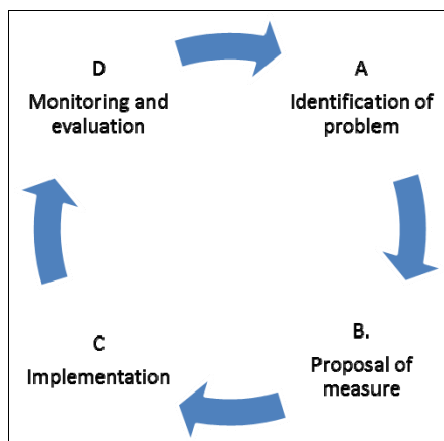 A
Identification of
problem
B.
Proposal of
measure
C
Implementation
D
Monitoring and
evaluation